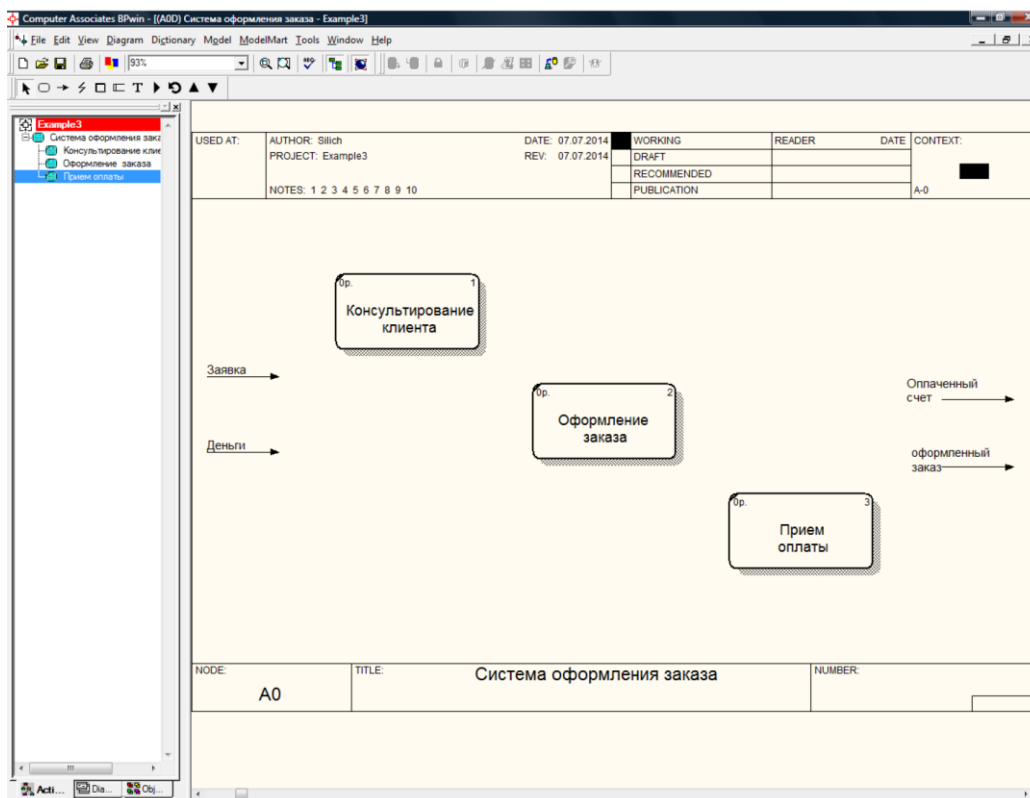 Computer Associates BPwin - [(A0D) Система оформления заказа - Example3]
File Edit View Diagram Dictionary Model ModelMart Tools Window Help
93%
Example3
Система оформления зака
Консультирование клие
Оформление заказа
Прием оплаты
Acti...
Dia...
Obj...
USED AT:
AUTHOR: Silich
PROJECT: Example3
NOTES: 1 2 3 4 5 6 7 8 9 10
DATE: 07.07.2014
REV: 07.07.2014
WORKING
DRAFT
RECOMMENDED
PUBLICATION
READER DATE
CONTEXT:
A-0
0р. 1
Консультирование
клиента
Заявка
Деньги
0р. 2
Оформление
заказа
Оплаченный
счет
оформленный
заказ
0р. 3
Прием
оплаты
NODE:
A0
TITLE:
Система оформления заказа
NUMBER: